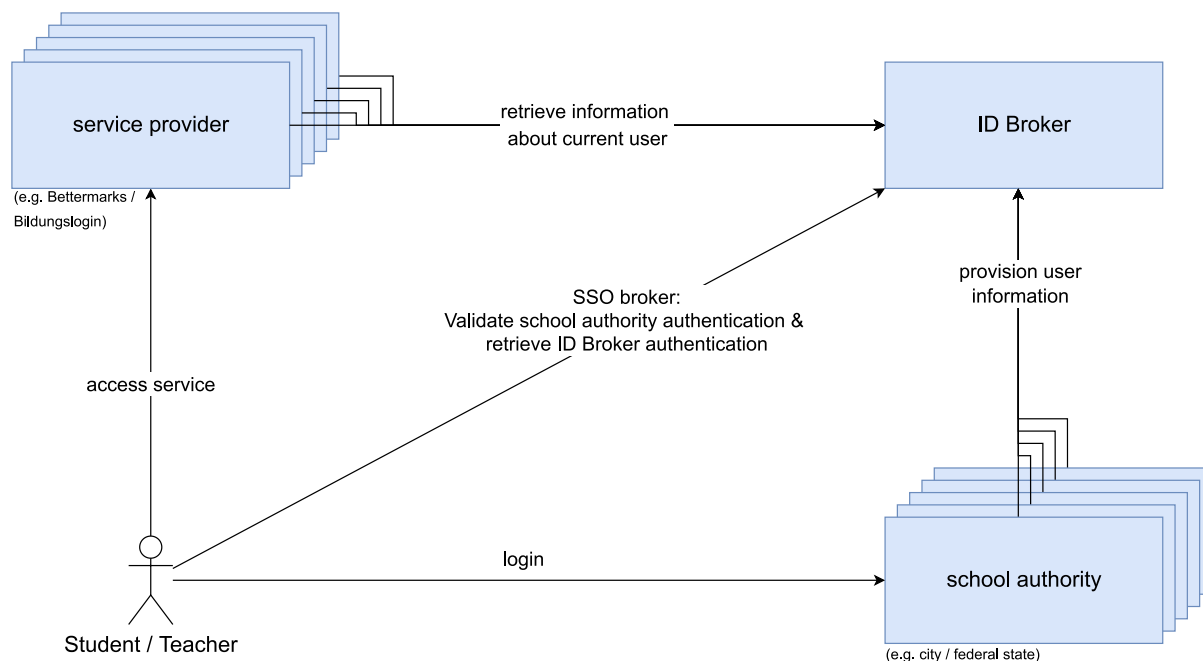 service provider
(e.g. Bettermarks /
Bildungslogin)
retrieve information
about current user
ID Broker
provision user
information
SSO broker:
Validate school authority authentication &
retrieve ID Broker authentication
access service
login
Student / Teacher
school authority
(e.g. city / federal state)